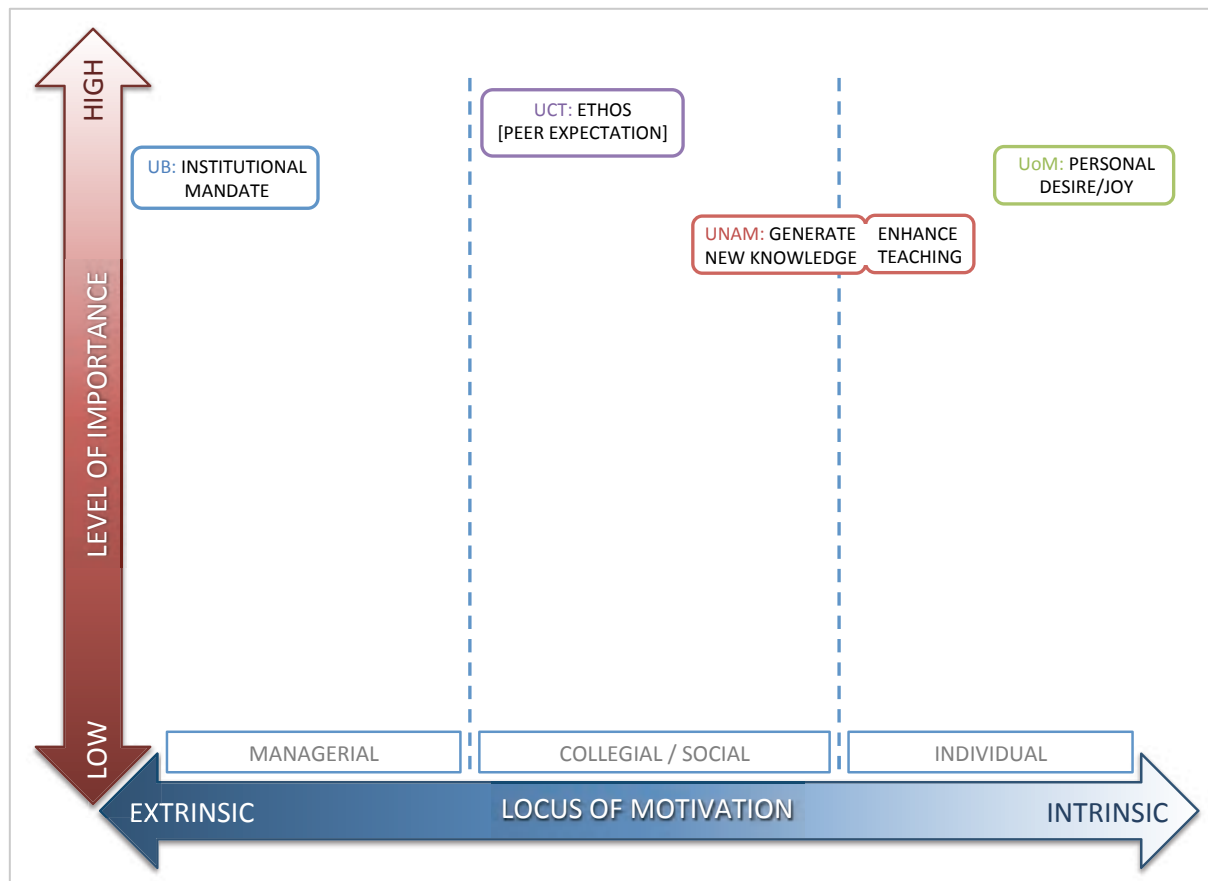 HIGH
UCT: ETHOS
[PEER EXPECTATION]
UB: INSTITUTIONAL
MANDATE
UoM: PERSONAL
DESIRE/JOY
UNAM: GENERATE
NEW KNOWLEDGE
ENHANCE
TEACHING
LEVEL OF IMPORTANCE
LOW
MANAGERIAL
COLLEGIAL / SOCIAL
INDIVIDUAL
EXTRINSIC
LOCUS OF MOTIVATION
INTRINSIC